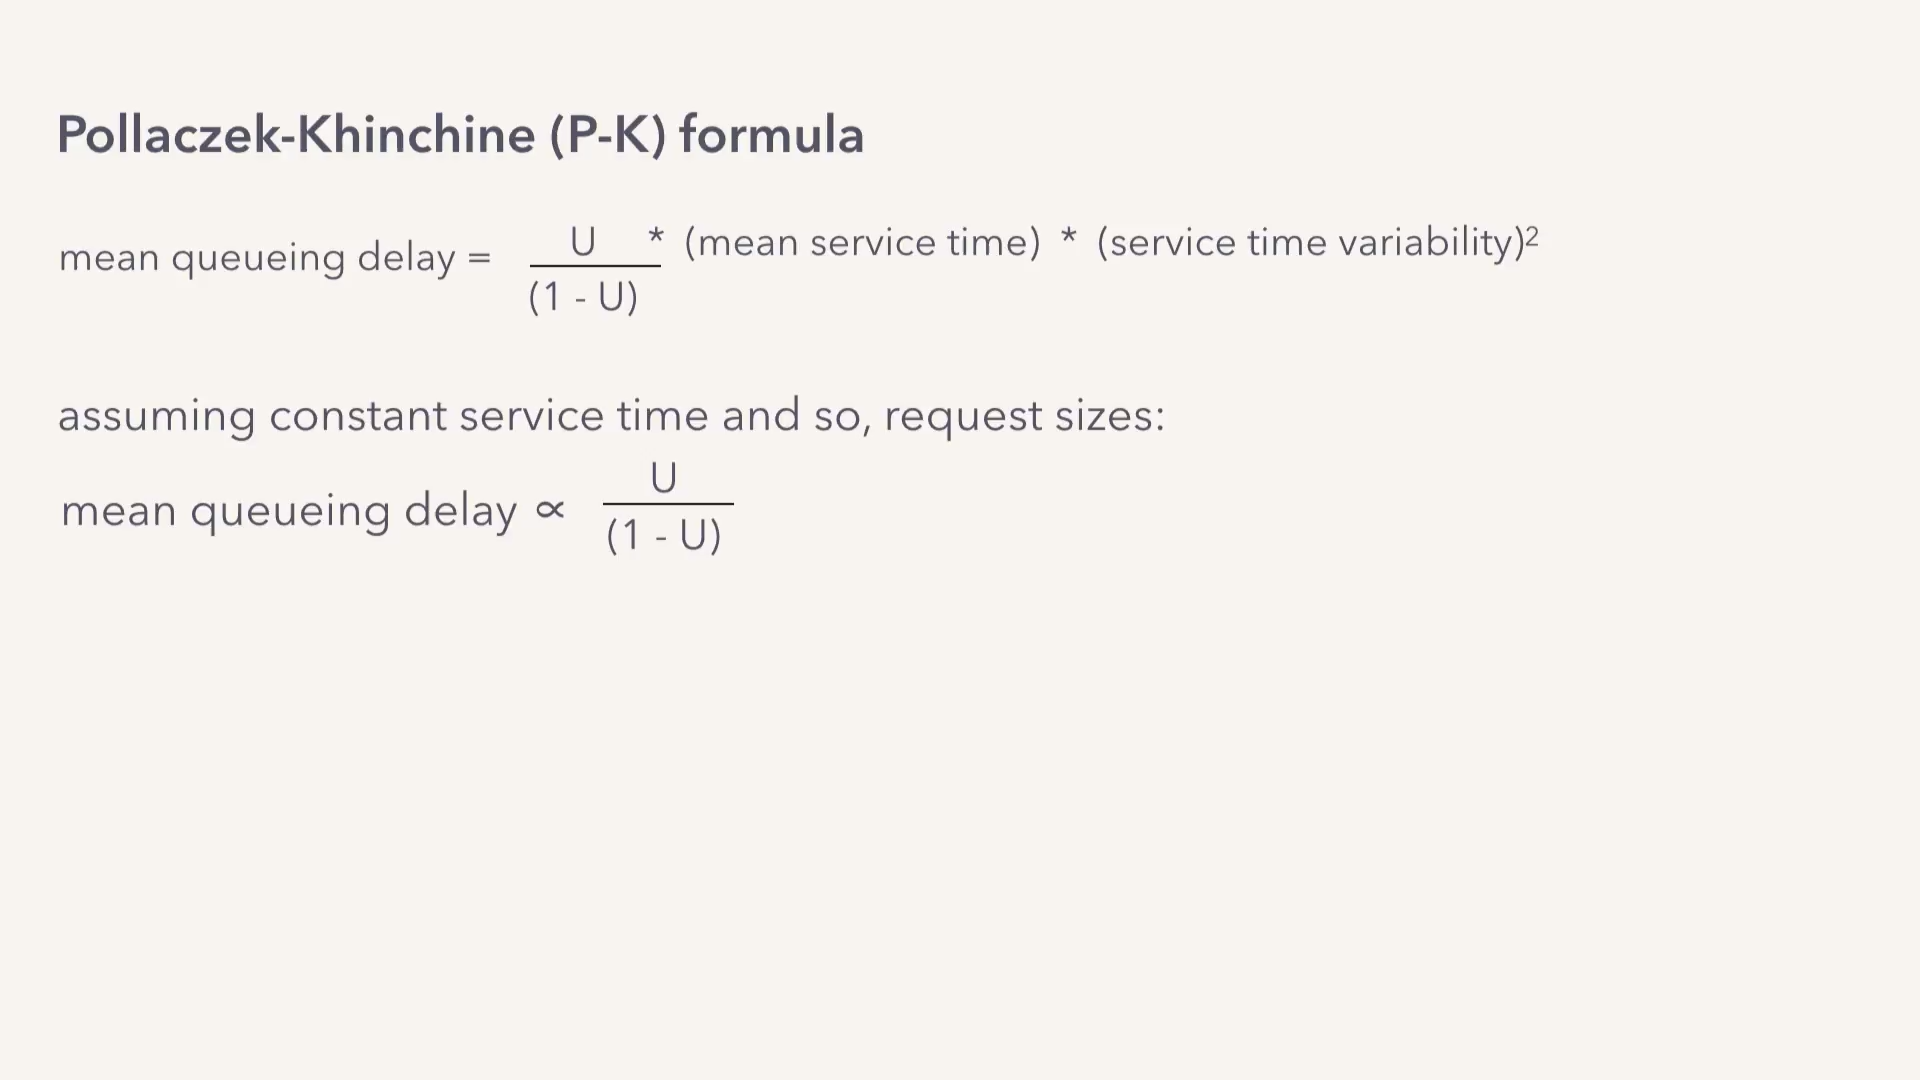 Pollaczek-Khinchine (P-K) formula
mean queueing delay = U * (mean service time) * (service time variability)²
(1 - U)
assuming constant service time and so, request sizes:
mean queueing delay ∝ U
(1 - U)